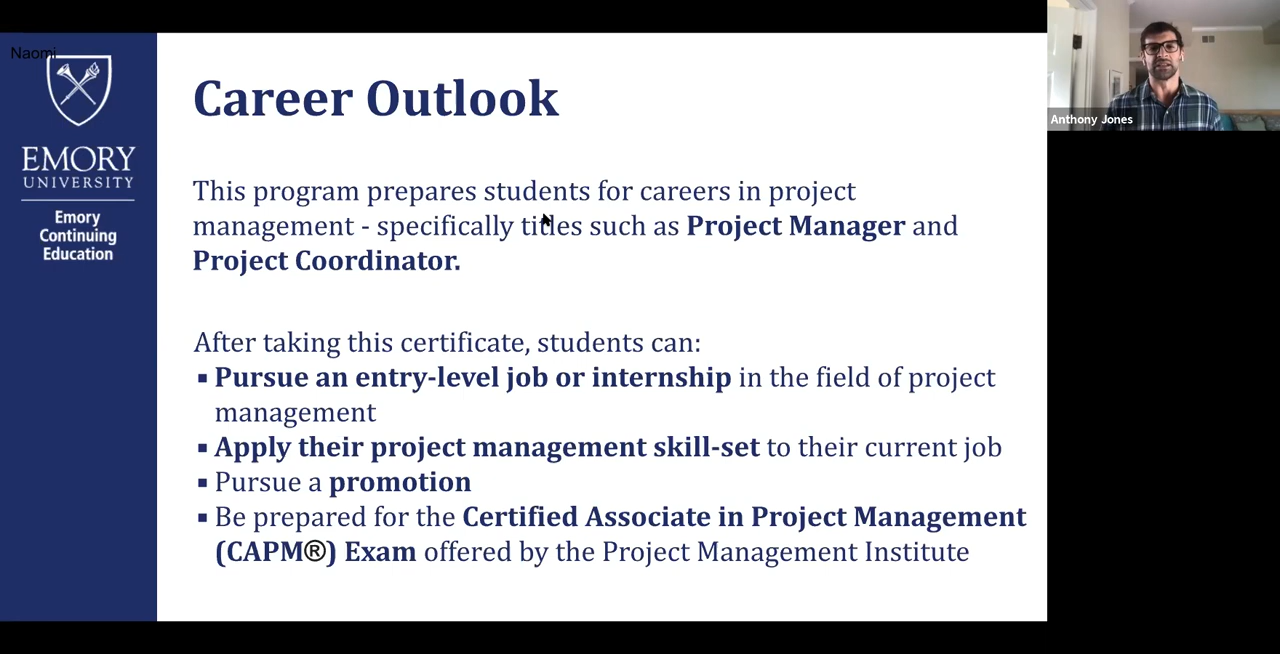 Naomi
EMORY
UNIVERSITY
Emory
Continuing
Education
Career Outlook
This program prepares students for careers in project
management - specifically titles such as Project Manager and
Project Coordinator.
After taking this certificate, students can:
▪ Pursue an entry-level job or internship in the field of project
management
▪ Apply their project management skill-set to their current job
▪ Pursue a promotion
▪ Be prepared for the Certified Associate in Project Management
(CAPM®) Exam offered by the Project Management Institute
Anthony Jones